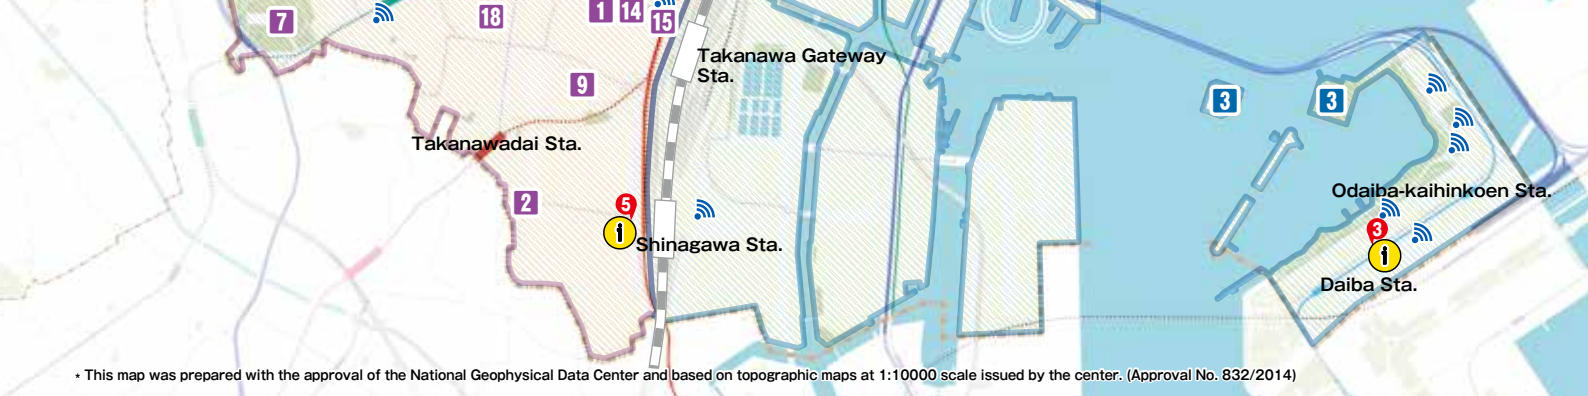 7
18
1 14
15
Takanawa Gateway
Sta.
9
3
3
Takanawadai Sta.
2
5
Odaiba-kaihinkoen Sta.
Shinagawa Sta.
3
Daiba Sta.
* This map was prepared with the approval of the National Geophysical Data Center and based on topographic maps at 1:10000 scale issued by the center. (Approval No. 832/2014)